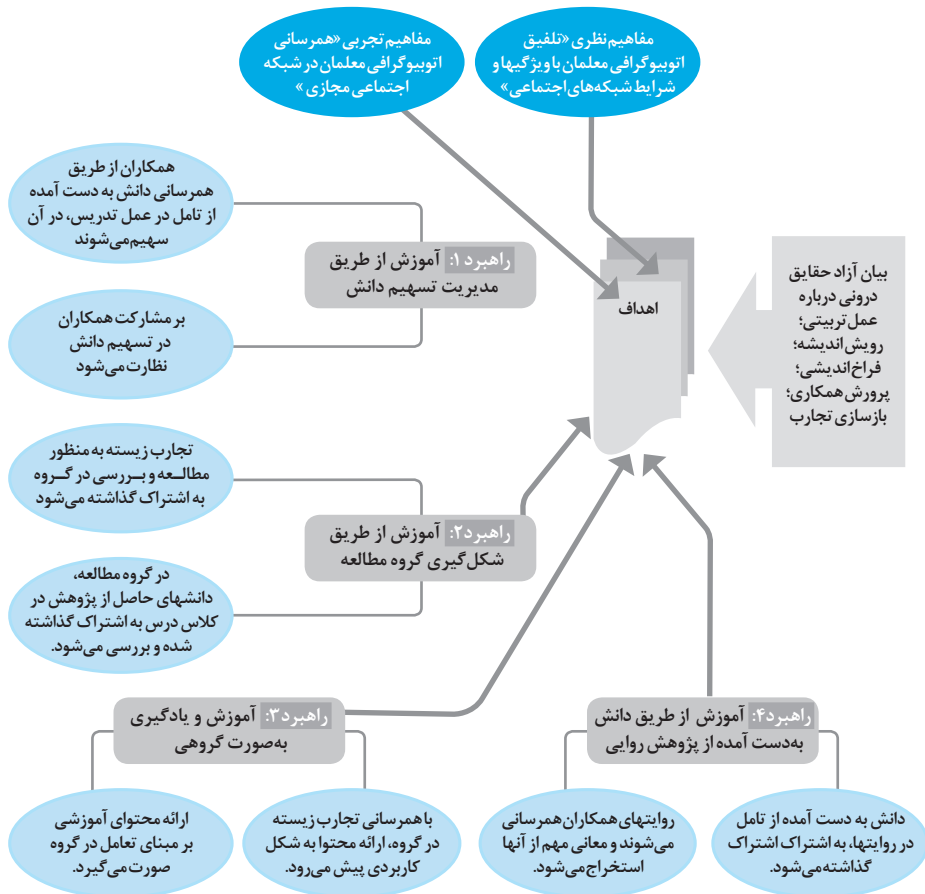 مفاهیم نظری «تلفیق
اتوبیوگرافی معلمان با ویژگیها و
شرایط شبکه‌های اجتماعی»
مفاهیم تجربی «همرسانی
اتوبیوگرافی معلمان در شبکه
اجتماعی مجازی»
همکاران از طریق
همرسانی دانش به دست آمده
از تامل در عمل تدریس، در آن
سهیم می‌شوند
راهبرد ۱: آموزش از طریق
مدیریت تسهیم دانش
بر مشارکت همکاران
در تسهیم دانش
نظارت می‌شود
اهداف
بیان آزاد حقایق
درونی درباره
عمل تربیتی؛
رویش اندیشه؛
فراخ‌اندیشی؛
پرورش همکاری؛
بازسازی تجارب
تجارب زیسته به منظور
مطالعه و بررسی در گروه
به اشتراک گذاشته می‌شود
راهبرد ۲: آموزش از طریق
شکل‌گیری گروه مطالعه
در گروه مطالعه،
دانشهای حاصل از پژوهش در
کلاس درس به اشتراک گذاشته
شده و بررسی می‌شود.
راهبرد ۴: آموزش از طریق دانش
به‌دست آمده از پژوهش روایی
راهبرد ۳: آموزش و یادگیری
به‌صورت گروهی
دانش به دست آمده از تامل
در روایتها، به اشتراک اشتراک
گذاشته می‌شود.
روایتهای همکاران همرسانی
می‌شوند و معانی مهم از آنها
استخراج می‌شود.
با همرسانی تجارب زیسته
در گروه، ارائه محتوا به شکل
کاربردی پیش می‌رود.
ارائه محتوای آموزشی
بر مبنای تعامل در گروه
صورت می‌گیرد.